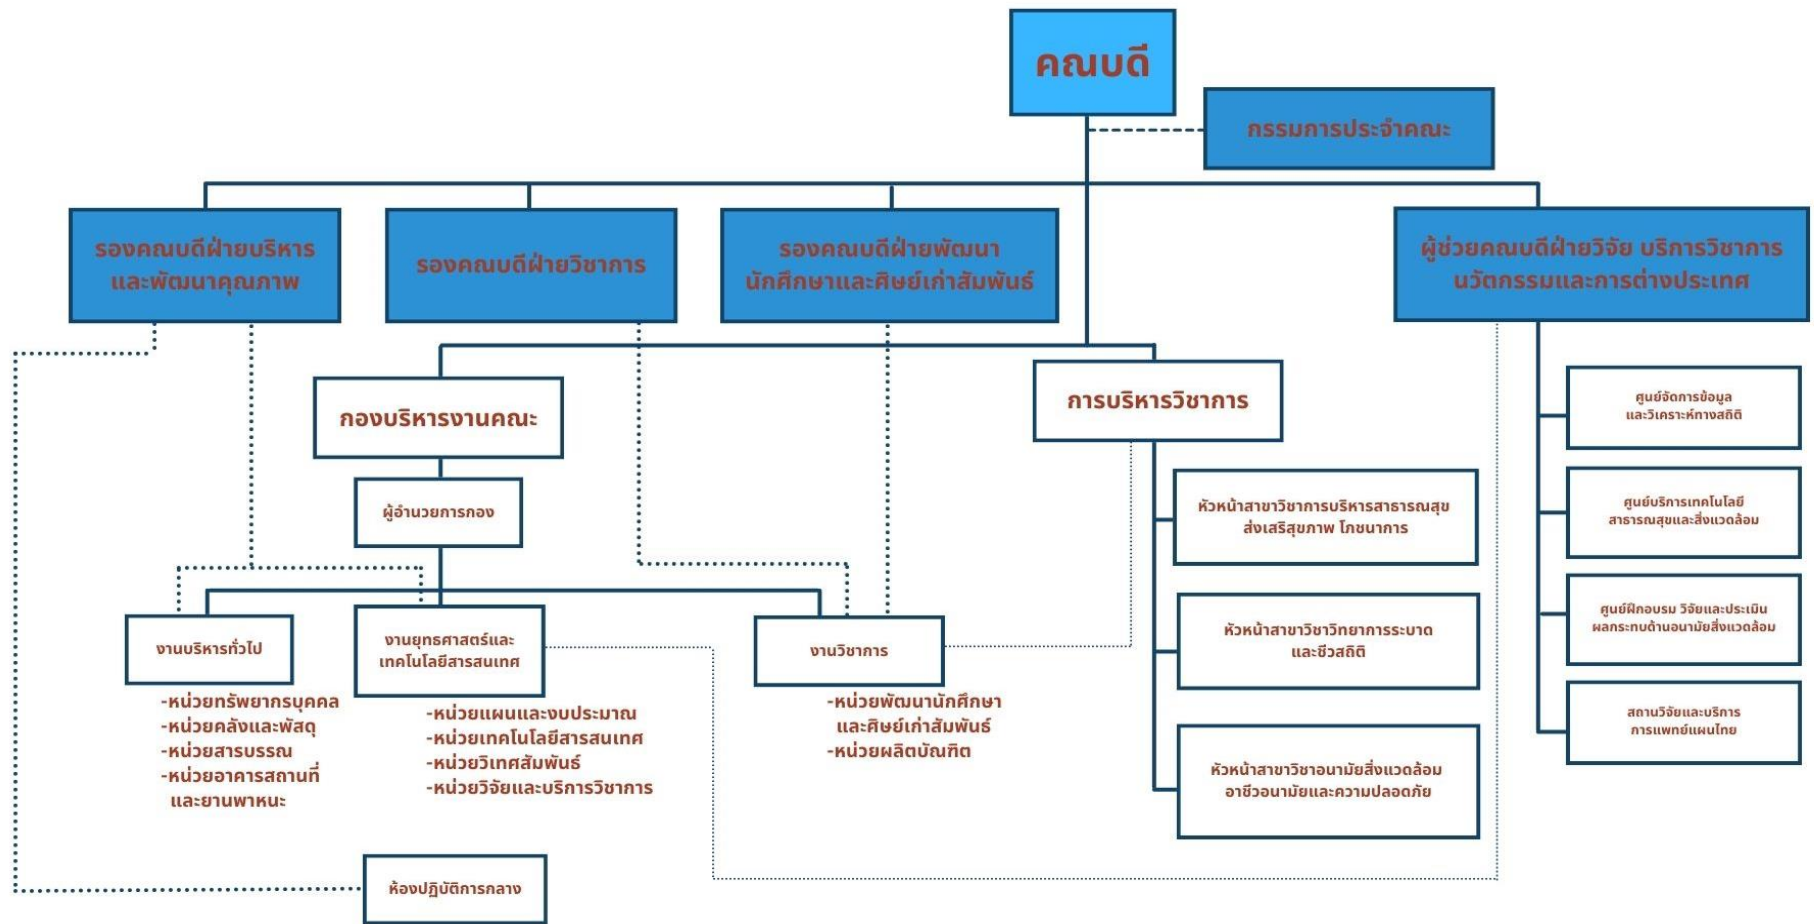 คณบดี
กรรมการประจำคณะ
รองคณบดีฝ่ายบริหาร
และพัฒนาคุณภาพ
รองคณบดีฝ่ายวิชาการ
รองคณบดีฝ่ายพัฒนา
นักศึกษาและศิษย์เก่าสัมพันธ์
ผู้ช่วยคณบดีฝ่ายวิจัย บริการวิชาการ
นวัตกรรมและการต่างประเทศ
กองบริหารงานคณะ
ผู้อำนวยการกอง
งานบริหารทั่วไป
-หน่วยทรัพยากรบุคคล
-หน่วยคลังและพัสดุ
-หน่วยสารบรรณ
-หน่วยอาคารสถานที่
และยานพาหนะ
งานยุทธศาสตร์และ
เทคโนโลยีสารสนเทศ
-หน่วยแผนและงบประมาณ
-หน่วยเทคโนโลยีสารสนเทศ
-หน่วยวิเทศสัมพันธ์
-หน่วยวิจัยและบริการวิชาการ
งานวิชาการ
-หน่วยพัฒนานักศึกษา
และศิษย์เก่าสัมพันธ์
-หน่วยผลิตบัณฑิต
ห้องปฏิบัติการกลาง
การบริหารวิชาการ
หัวหน้าสาขาวิชาการบริหารสาธารณสุข
ส่งเสริสุขภาพ โภชนาการ
หัวหน้าสาขาวิชาวิทยาการระบาด
และชีวสถิติ
หัวหน้าสาขาวิชาอนามัยสิ่งแวดล้อม
อาชีวอนามัยและความปลอดภัย
ศูนย์จัดการข้อมูล
และวิเคราะห์ทางสถิติ
ศูนย์บริการเทคโนโลยี
สาธารณสุขและสิ่งแวดล้อม
ศูนย์ฝึกอบรม วิจัยและประเมิน
ผลกระทบด้านอนามัยสิ่งแวดล้อม
สถานวิจัยและบริการ
การแพทย์แผนไทย